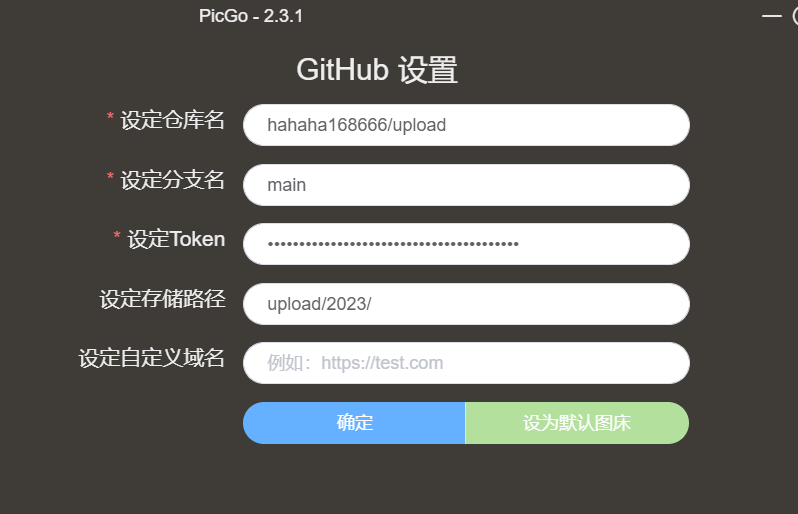 PicGo - 2.3.1
GitHub 设置
* 设定仓库名 hahaha168666/upload
* 设定分支名 main
* 设定Token ••••••••••••••••••••••••••••••••••••••••
设定存储路径 upload/2023/
设定自定义域名 例如：https://test.com
确定 设为默认图床